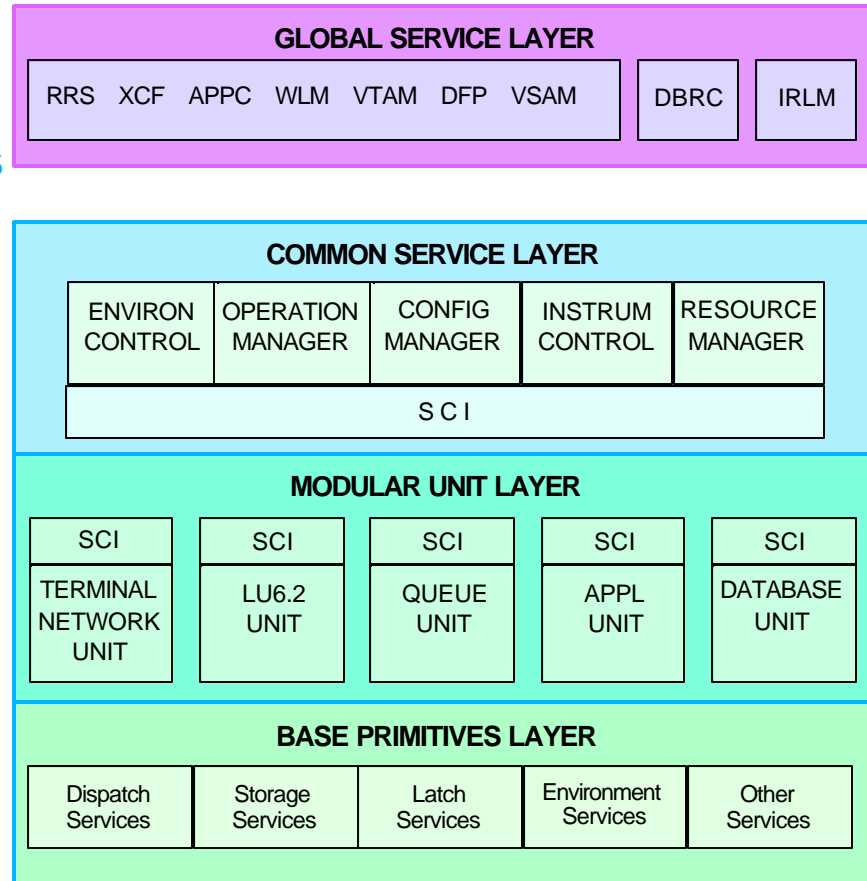 GLOBAL SERVICE LAYER
RRS XCF APPC WLM VTAM DFP VSAM DBRC IRLM
S
COMMON SERVICE LAYER
ENVIRON CONTROL
OPERATION MANAGER
CONFIG MANAGER
INSTRUM CONTROL
RESOURCE MANAGER
S C I
MODULAR UNIT LAYER
SCI
TERMINAL
NETWORK
UNIT
SCI
LU6.2
UNIT
SCI
QUEUE
UNIT
SCI
APPL
UNIT
SCI
DATABASE
UNIT
BASE PRIMITIVES LAYER
Dispatch
Services
Storage
Services
Latch
Services
Environment
Services
Other
Services